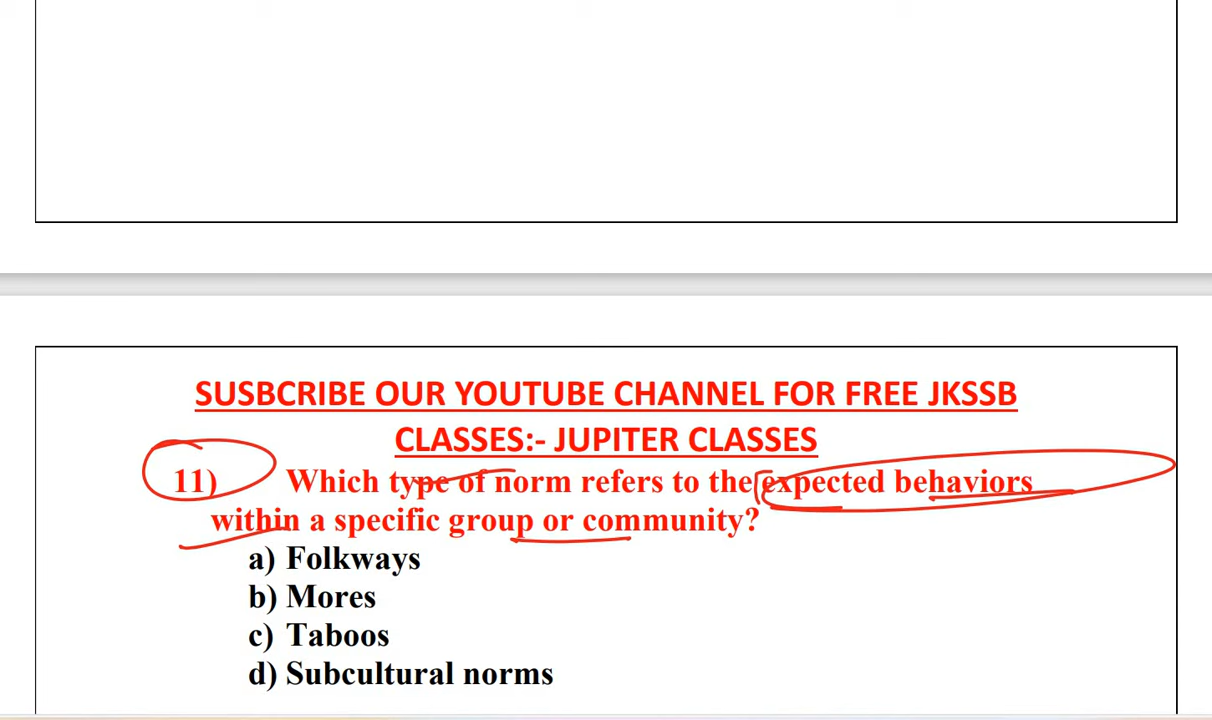 SUSBCRIBE OUR YOUTUBE CHANNEL FOR FREE JKSSB
CLASSES:- JUPITER CLASSES
11) Which type of norm refers to the expected behaviors
within a specific group or community?
a) Folkways
b) Mores
c) Taboos
d) Subcultural norms